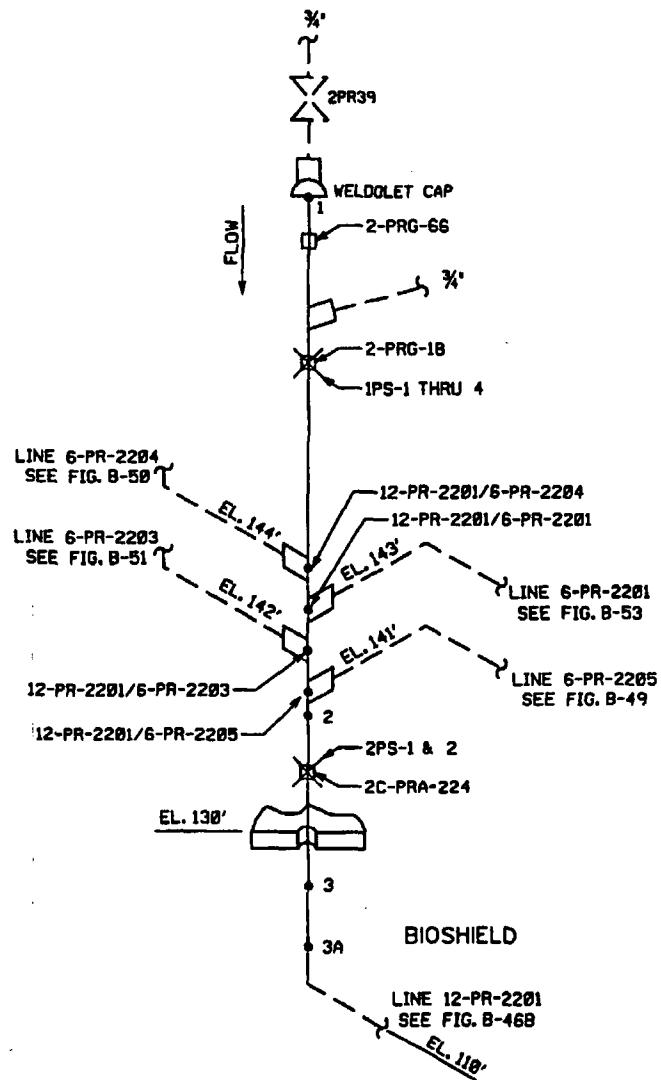 ¾"
2PR39
WELDOLET CAP
1
2-PRG-66
FLOW
¾"
2-PRG-1B
1PS-1 THRU 4
LINE 6-PR-2204
SEE FIG. B-50
12-PR-2201/6-PR-2204
EL. 144'
12-PR-2201/6-PR-2201
LINE 6-PR-2203
SEE FIG. B-51
EL. 143'
EL. 142'
LINE 6-PR-2201
SEE FIG. B-53
EL. 141'
12-PR-2201/6-PR-2203
LINE 6-PR-2205
SEE FIG. B-49
12-PR-2201/6-PR-2205
2
2PS-1 & 2
2C-PRA-224
EL. 130'
3
BIOSHIELD
3A
LINE 12-PR-2201
SEE FIG. B-46B
EL. 110'